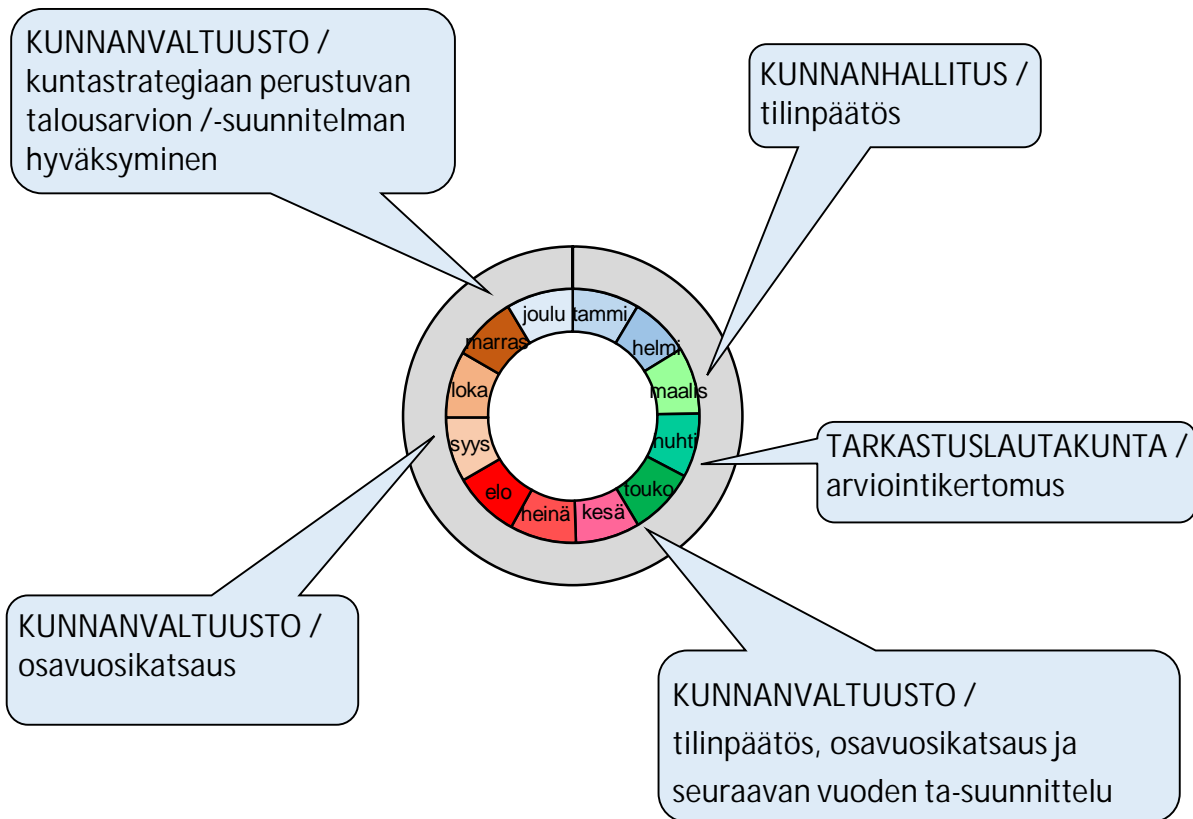 KUNNANVALTUUSTO /
kuntastrategiaan perustuvan
talousarvion /-suunnitelman
hyväksyminen
KUNNANHALLITUS /
tilinpäätös
joulu
tammi
helmi
maalis
huhti
touko
kesä
heinä
elo
syys
loka
marras
TARKASTUSLAUTAKUNTA /
arviointikertomus
KUNNANVALTUUSTO /
osavuosikatsaus
KUNNANVALTUUSTO /
tilinpäätös, osavuosikatsaus ja
seuraavan vuoden ta-suunnittelu